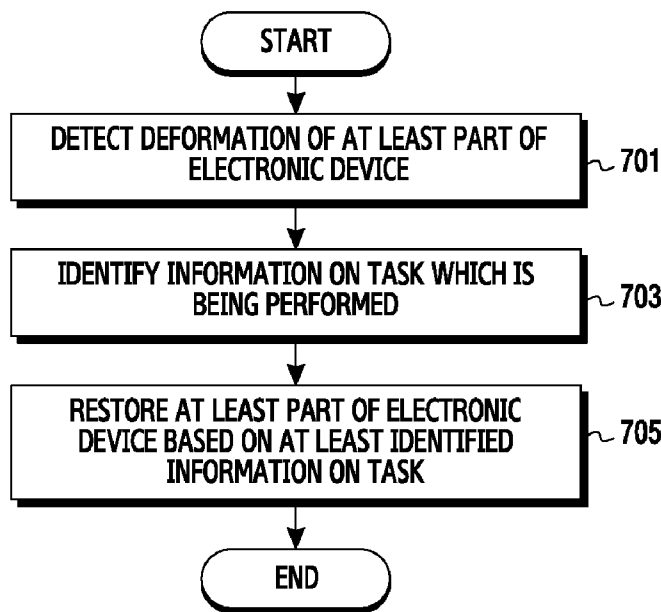 START
DETECT DEFORMATION OF AT LEAST PART OF
ELECTRONIC DEVICE
701
IDENTIFY INFORMATION ON TASK WHICH IS
BEING PERFORMED
703
RESTORE AT LEAST PART OF ELECTRONIC
DEVICE BASED ON AT LEAST IDENTIFIED
INFORMATION ON TASK
705
END